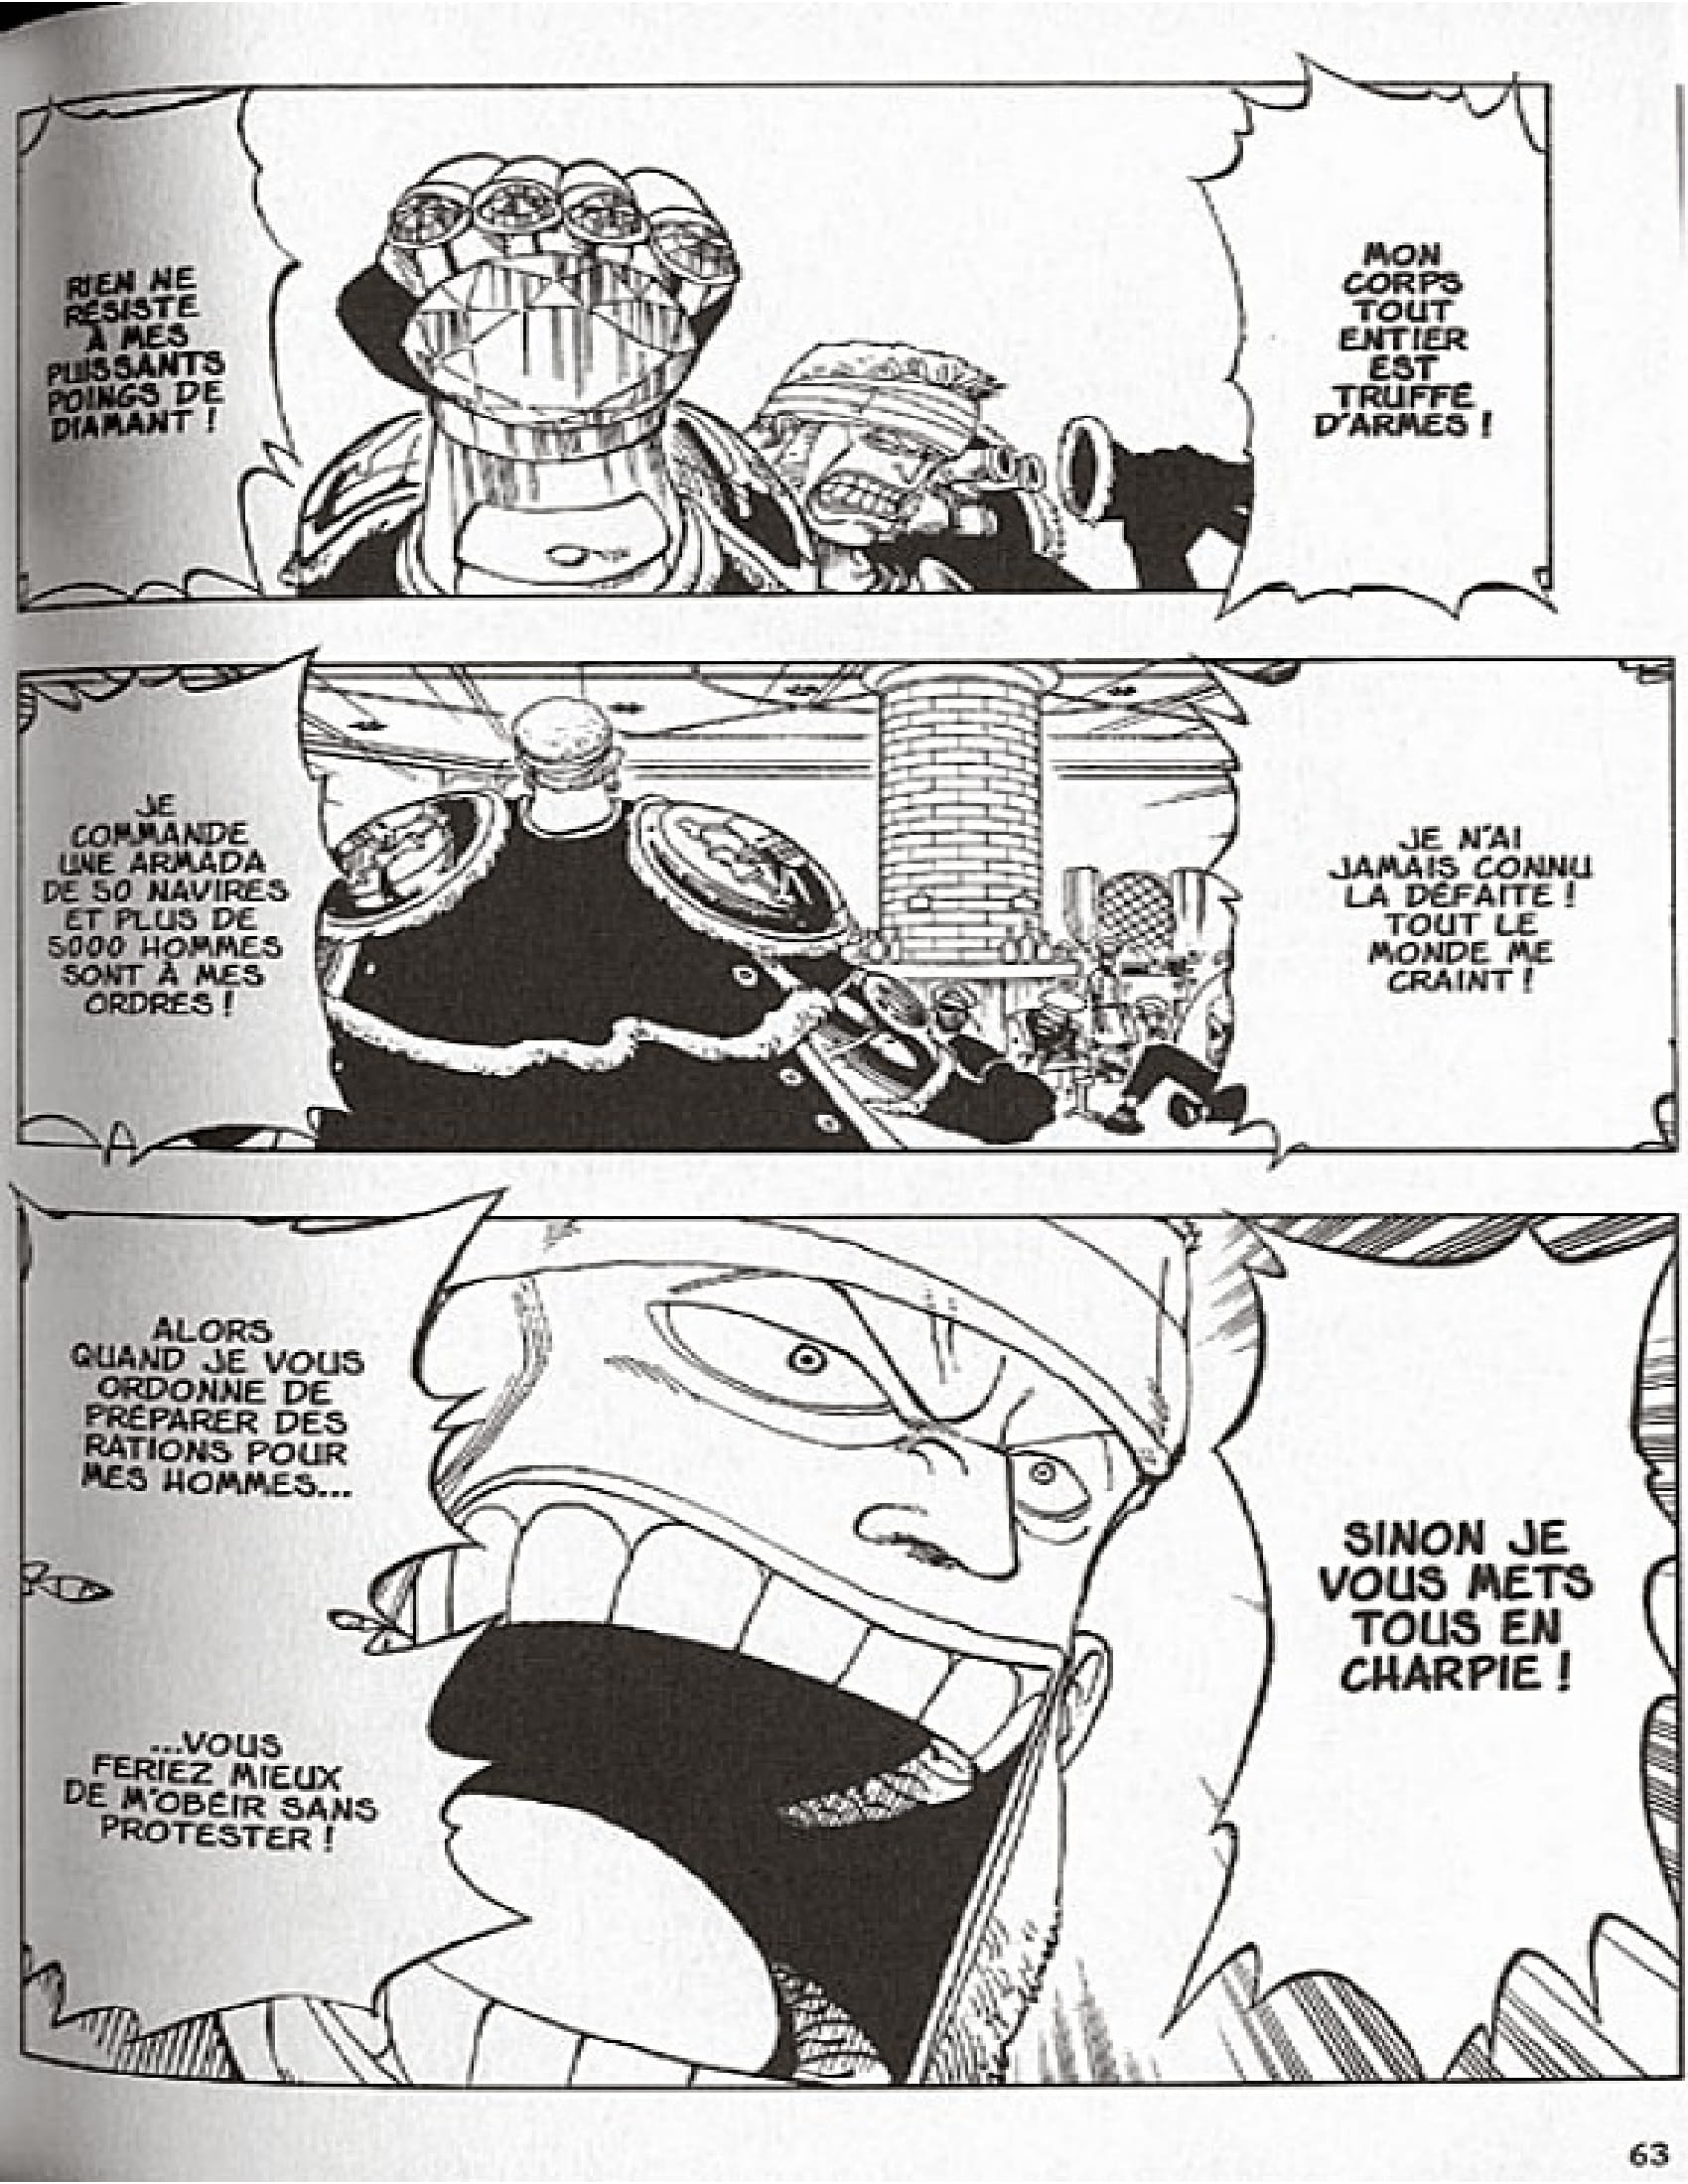 MON
CORPS
TOUT
ENTIER
EST
TRUFFÉ
D'ARMES !
RIEN NE
RÉSISTE
À MES
PUISSANTS
POINGS DE
DIAMANT !
JE N'AI
JAMAIS CONNU
LA DÉFAITE !
TOUT LE
MONDE ME
CRAINT !
JE
COMMANDE
UNE ARMADA
DE 50 NAVIRES
ET PLUS DE
5000 HOMMES
SONT À MES
ORDRES !
SINON JE
VOUS METS
TOUS EN
CHARPIE !
ALORS
QUAND JE VOUS
ORDONNE DE
PRÉPARER DES
RATIONS POUR
MES HOMMES...
...VOUS
FERIEZ MIEUX
DE M'OBÉIR SANS
PROTESTER !
63